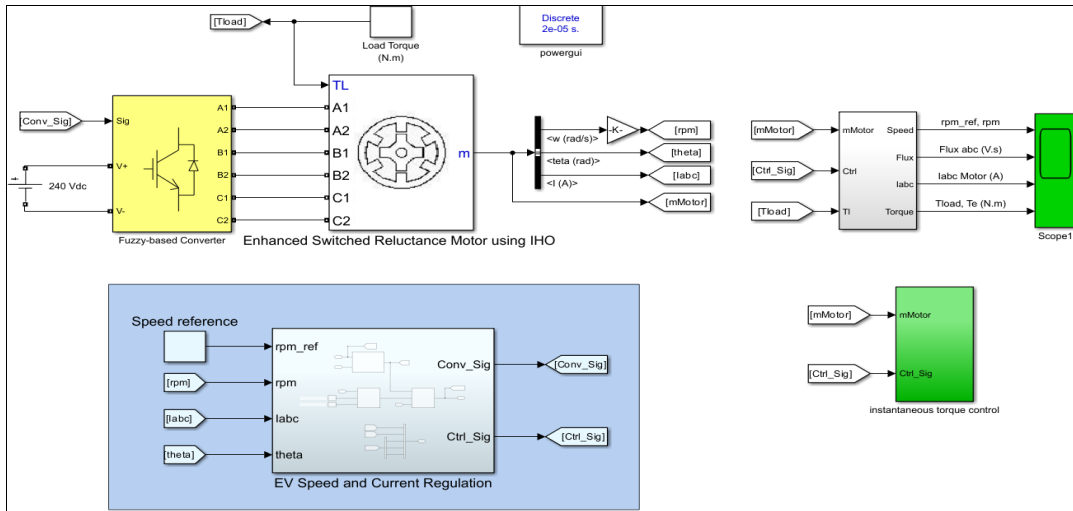 [Tload]
Load Torque
(N.m)
Discrete
2e-05 s.
powergui
[Conv_Sig]
Sig
V+
V-
240 Vdc
A1
A2
B1
B2
C1
C2
Fuzzy-based Converter
TL
A1
A2
B1
B2
C1
C2
m
Enhanced Switched Reluctance Motor using IHO
<w (rad/s)>
-K-
[rpm]
<teta (rad)>
[theta]
<I (A)>
[Iabc]
[mMotor]
[mMotor]
[Ctrl_Sig]
[Tload]
mMotor
Ctrl
Tl
Speed
Flux
Iabc
Torque
rpm_ref, rpm
Flux abc (V.s)
Iabc Motor (A)
Tload, Te (N.m)
Scope1
Speed reference
[rpm]
[Iabc]
[theta]
rpm_ref
rpm
Iabc
theta
Conv_Sig
Ctrl_Sig
[Conv_Sig]
[Ctrl_Sig]
EV Speed and Current Regulation
[mMotor]
[Ctrl_Sig]
mMotor
Ctrl_Sig
instantaneous torque control